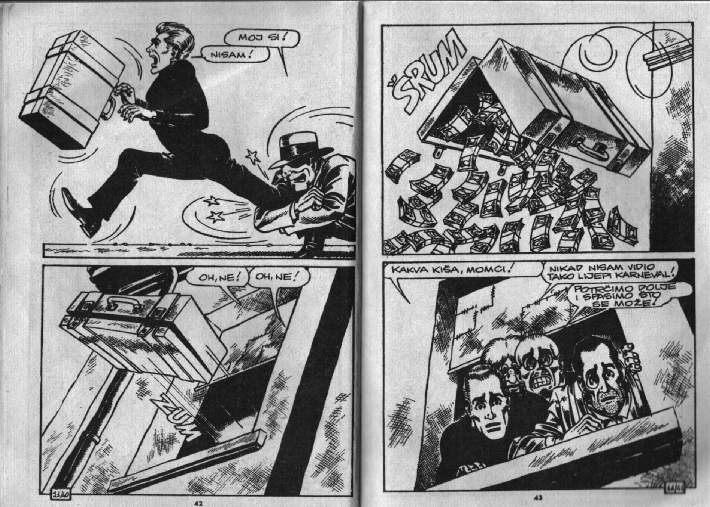 MOJ SI!
NISAM!
OH, NE!
OH, NE!
ZUM
42
ŠRUM
KAKVA KIŠA, MOMCI!
NIKAD NISAM VIDIO
TAKO LIJEPI KARNEVAL!
POTRČIMO DOLJE
I SPASIMO ŠTO
SE MOŽE!
43